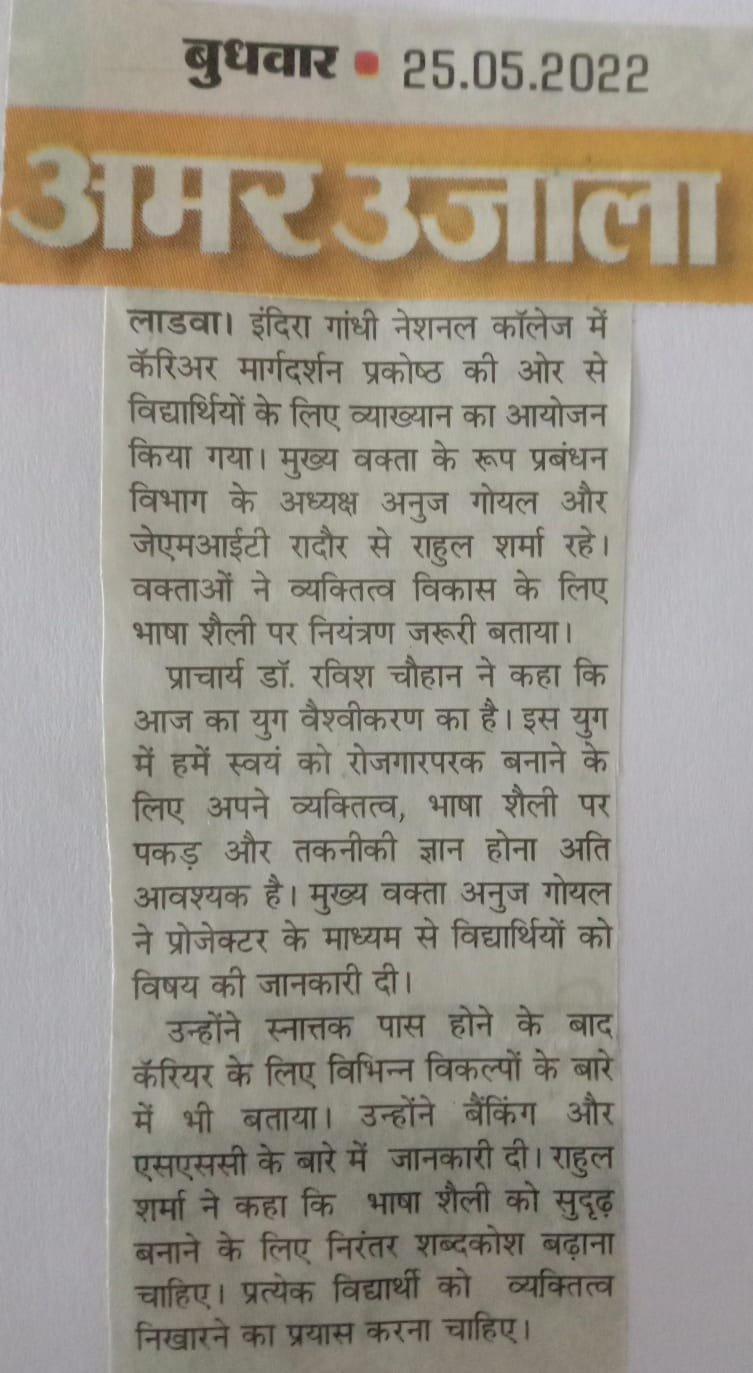 बुधवार ▪ 25.05.2022
अमर उजाला
लाडवा। इंदिरा गांधी नेशनल कॉलेज में
कॅरिअर मार्गदर्शन प्रकोष्ठ की ओर से
विद्यार्थियों के लिए व्याख्यान का आयोजन
किया गया। मुख्य वक्ता के रूप प्रबंधन
विभाग के अध्यक्ष अनुज गोयल और
जेएमआईटी रादौर से राहुल शर्मा रहे।
वक्ताओं ने व्यक्तित्व विकास के लिए
भाषा शैली पर नियंत्रण जरूरी बताया।
प्राचार्य डॉ. रविश चौहान ने कहा कि
आज का युग वैश्वीकरण का है। इस युग
में हमें स्वयं को रोजगारपरक बनाने के
लिए अपने व्यक्तित्व, भाषा शैली पर
पकड़ और तकनीकी ज्ञान होना अति
आवश्यक है। मुख्य वक्ता अनुज गोयल
ने प्रोजेक्टर के माध्यम से विद्यार्थियों को
विषय की जानकारी दी।
उन्होंने स्नात्तक पास होने के बाद
कॅरियर के लिए विभिन्न विकल्पों के बारे
में भी बताया। उन्होंने बैंकिंग और
एसएससी के बारे में जानकारी दी। राहुल
शर्मा ने कहा कि भाषा शैली को सुदृढ़
बनाने के लिए निरंतर शब्दकोश बढ़ाना
चाहिए। प्रत्येक विद्यार्थी को व्यक्तित्व
निखारने का प्रयास करना चाहिए।